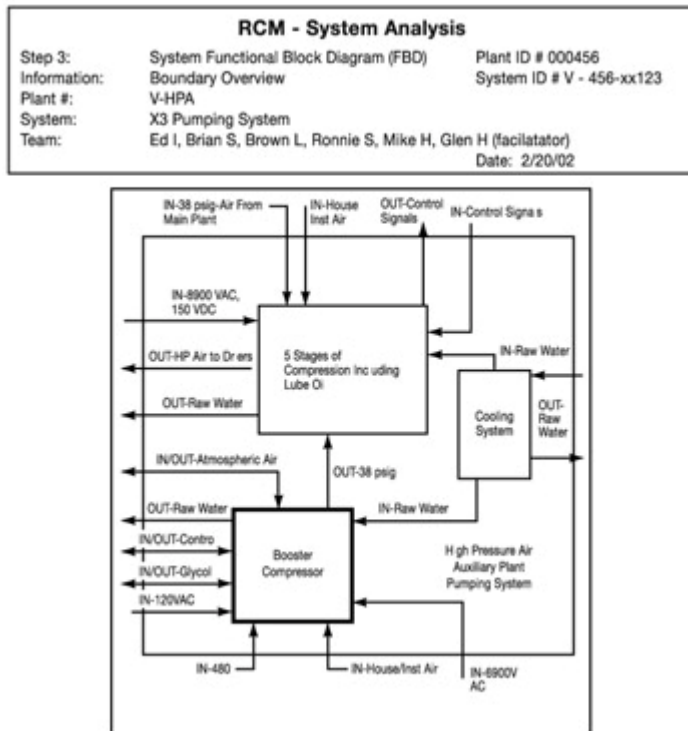 RCM - System Analysis
Step 3: System Functional Block Diagram (FBD) Plant ID # 000456
Information: Boundary Overview System ID # V - 456-xx123
Plant #: V-HPA
System: X3 Pumping System
Team: Ed I, Brian S, Brown L, Ronnie S, Mike H, Glen H (facilatator)
Date: 2/20/02
IN-38 psig-Air From
Main Plant
IN-House
Inst Air
OUT-Control
Signals
IN-Control Signa s
IN-8900 VAC,
150 VDC
OUT-HP Air to Dr ers
OUT-Raw Water
5 Stages of
Compression Inc uding
Lube Oi
IN-Raw Water
Cooling
System
OUT-
Raw
Water
IN/OUT-Atmospheric Air
OUT-38 psig
OUT-Raw Water
IN-Raw Water
IN/OUT-Contro
IN/OUT-Glycol
IN-120VAC
Booster
Compressor
H gh Pressure Air
Auxiliary Plant
Pumping System
IN-480
IN-House/Inst Air
IN-6900V
AC